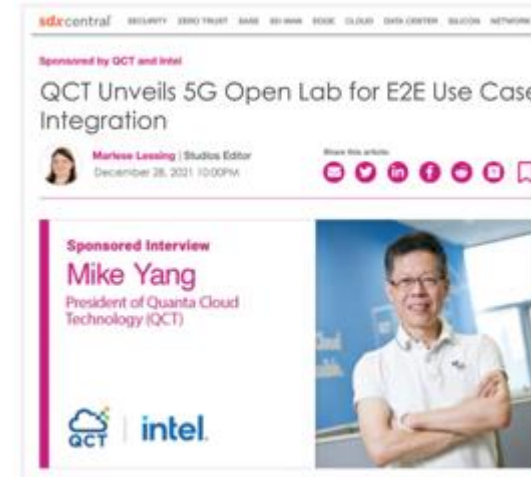 sdxcentral SECURITY ZERO TRUST SASE SD-WAN EDGE CLOUD DATA CENTER SILICON NETWORK
Sponsored by QCT and Intel
QCT Unveils 5G Open Lab for E2E Use Case
Integration
Marlese Lessing | Studios Editor
December 28, 2021 10:00PM
Share this article:
Sponsored Interview
Mike Yang
President of Quanta Cloud
Technology (QCT)
QCT intel.
Cloud